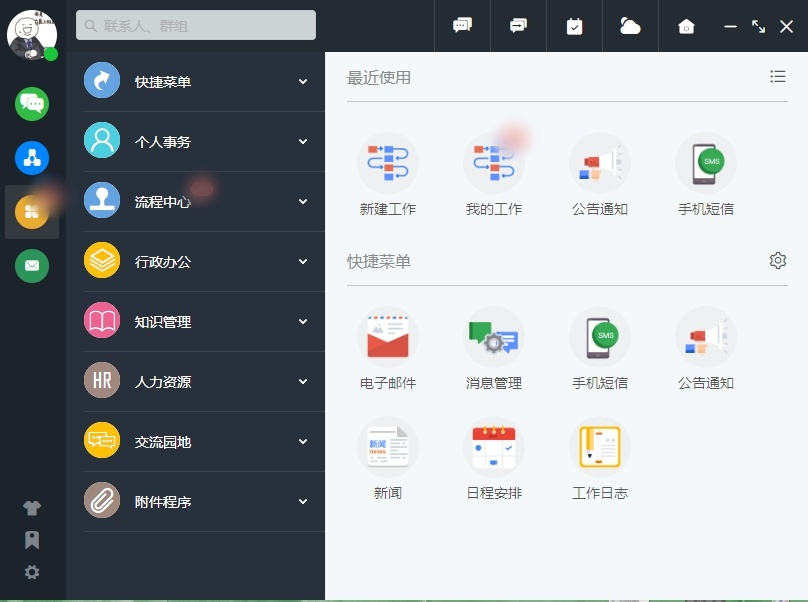 联系人、群组
快捷菜单
个人事务
流程中心
行政办公
知识管理
HR
人力资源
交流园地
附件程序
最近使用
SMS
新建工作
我的工作
公告通知
手机短信
快捷菜单
SMS
电子邮件
消息管理
手机短信
公告通知
新闻
news
新闻
日程安排
工作日志